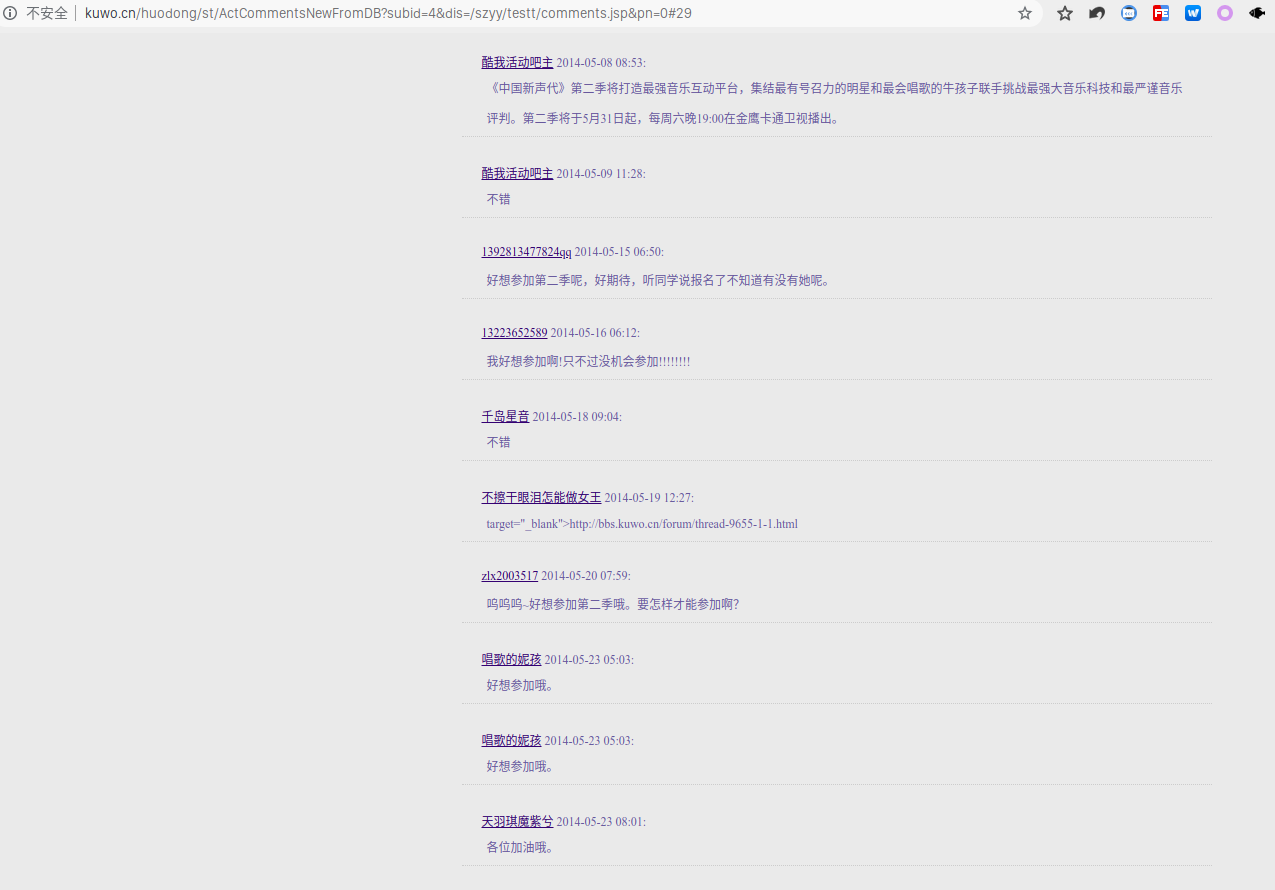 不安全 kuwo.cn/huodong/st/ActCommentsNewFromDB?subid=4&dis=/szyy/testt/comments.jsp&pn=0#29
酷我活动吧主 2014-05-08 08:53:
《中国新声代》第二季将打造最强音乐互动平台，集结最有号召力的明星和最会唱歌的牛孩子联手挑战最强大音乐科技和最严谨音乐
评判。第二季将于5月31日起，每周六晚19:00在金鹰卡通卫视播出。
酷我活动吧主 2014-05-09 11:28:
不错
1392813477824qq 2014-05-15 06:50:
好想参加第二季呢，好期待，听同学说报名了不知道有没有她呢。
13223652589 2014-05-16 06:12:
我好想参加啊!只不过没机会参加!!!!!!!!
千岛星音 2014-05-18 09:04:
不错
不擦干眼泪怎能做女王 2014-05-19 12:27:
target="_blank">http://bbs.kuwo.cn/forum/thread-9655-1-1.html
zlx2003517 2014-05-20 07:59:
呜呜呜~好想参加第二季哦。要怎样才能参加啊？
唱歌的妮孩 2014-05-23 05:03:
好想参加哦。
唱歌的妮孩 2014-05-23 05:03:
好想参加哦。
天羽琪魔紫兮 2014-05-23 08:01:
各位加油哦。